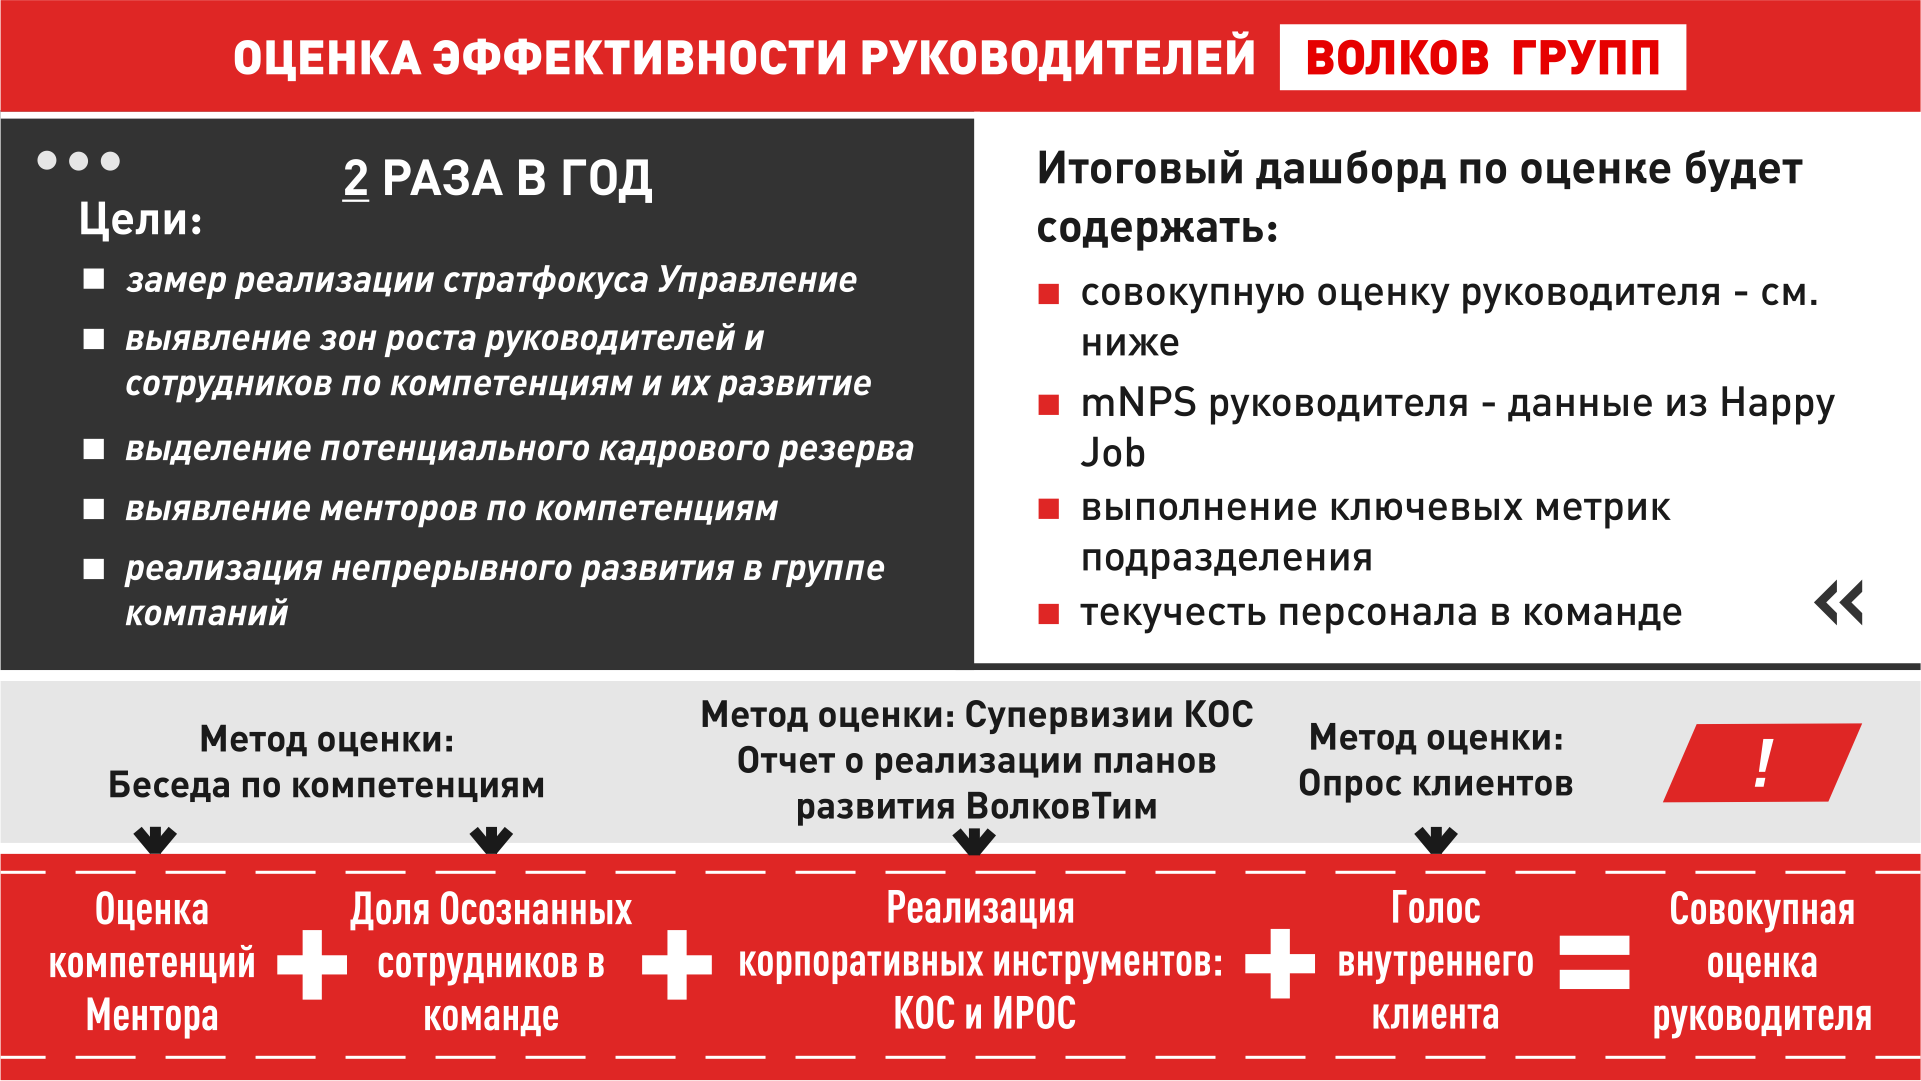 ОЦЕНКА ЭФФЕКТИВНОСТИ РУКОВОДИТЕЛЕЙ ВОЛКОВ ГРУПП
2 РАЗА В ГОД
Цели:
замер реализации стратфокуса Управление
выявление зон роста руководителей и
сотрудников по компетенциям и их развитие
выделение потенциального кадрового резерва
выявление менторов по компетенциям
реализация непрерывного развития в группе
компаний
Итоговый дашборд по оценке будет
содержать:
совокупную оценку руководителя - см.
ниже
mNPS руководителя - данные из Happy
Job
выполнение ключевых метрик
подразделения
текучесть персонала в команде
«
Метод оценки:
Беседа по компетенциям
Метод оценки: Супервизии КОС
Отчет о реализации планов
развития ВолковТим
Метод оценки:
Опрос клиентов
!
Оценка
компетенций
Ментора
+
Доля Осознанных
сотрудников в
команде
+
Реализация
корпоративных инструментов:
КОС и ИРОС
+
Голос
внутреннего
клиента
=
Совокупная
оценка
руководителя